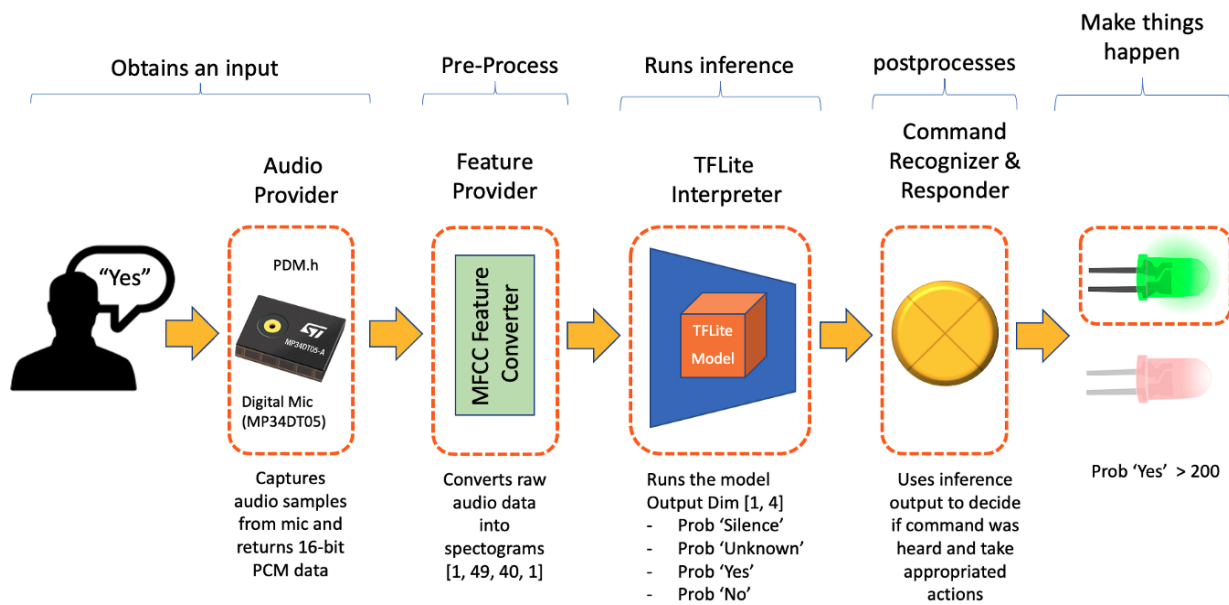 Obtains an input
Pre-Process
Runs inference
postprocesses
Make things
happen
Audio
Provider
Feature
Provider
TFLite
Interpreter
Command
Recognizer &
Responder
“Yes”
PDM.h
ST
MP34DT05-A
Digital Mic
(MP34DT05)
MFCC Feature
Converter
TFLite
Model
Captures
audio samples
from mic and
returns 16-bit
PCM data
Converts raw
audio data
into
spectograms
[1, 49, 40, 1]
Runs the model
Output Dim [1, 4]
- Prob ‘Silence’
- Prob ‘Unknown’
- Prob ‘Yes’
- Prob ‘No’
Uses inference
output to decide
if command was
heard and take
appropriated
actions
Prob ‘Yes’ > 200